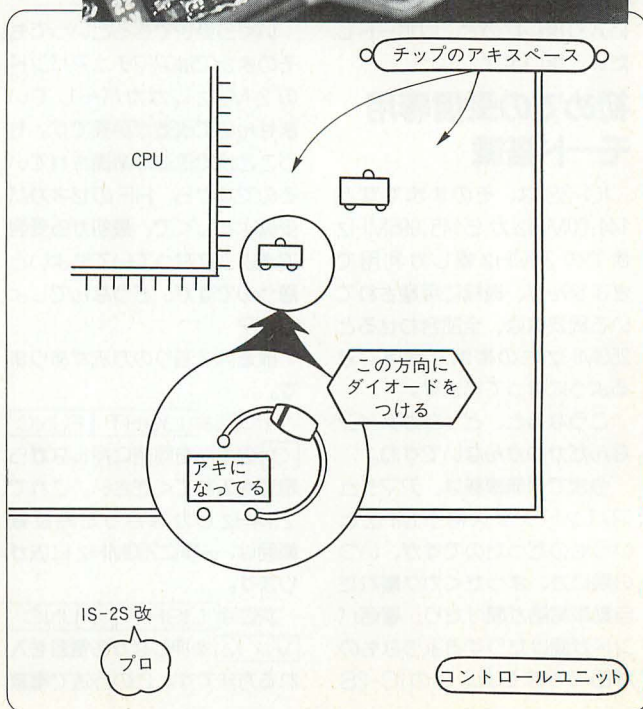 チップのアキスペース
CPU
この方向に
ダイオードを
つける
アキに
なってる
IS-2S 改
プロ
コントロールユニット